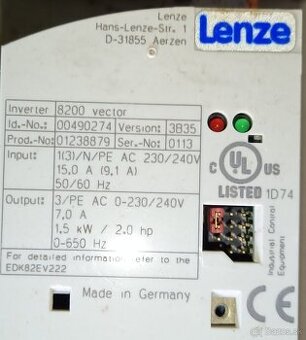 Lenze
Hans-Lenze-Str. 1
D-31855 Aerzen
Lenze
Inverter 8200 vector
Id.-No.: 00490274 Version: 3B35
Prod.-No: 01238879 Ser.-No: 0113
Input: 1(3)/N/PE AC 230/240V
15,0 A (9,1 A)
50/60 Hz
Output: 3/PE AC 0-230/240V
7,0 A
1,5 kW / 2.0 hp
0-650 Hz
For detailed information refer to the
EDK82EV222
Made in Germany
C UL US
LISTED 1D74
Industrial Control
Equipment
CE